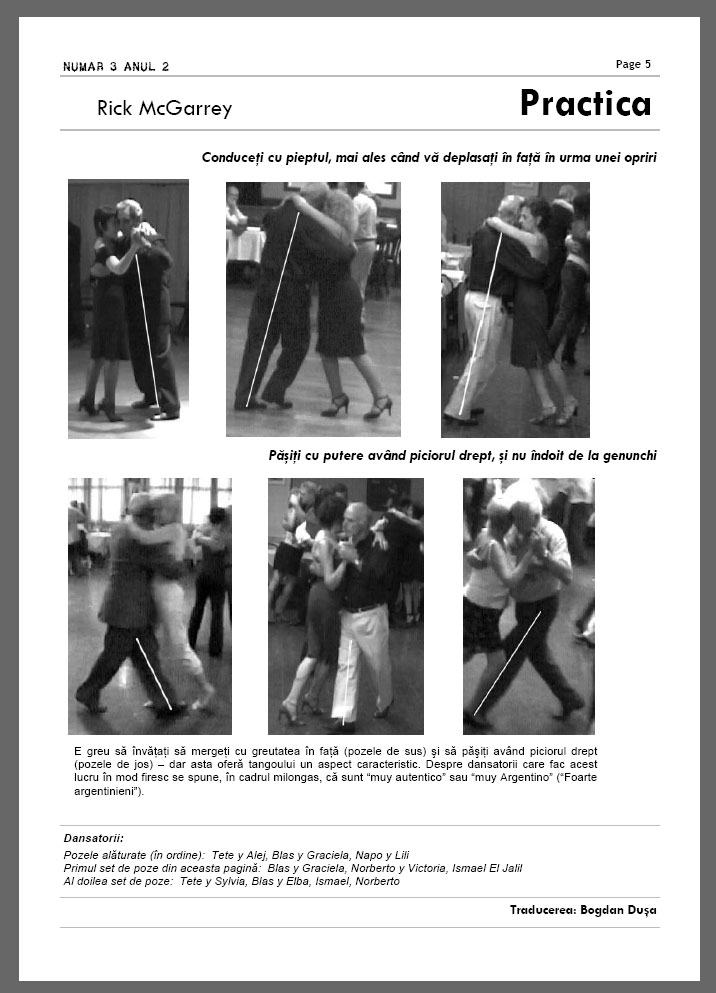 NUMAR 3 ANUL 2
Page 5
Rick McGarrey
Practica
Conduceți cu pieptul, mai ales când vă deplasați în față în urma unei opriri
Pășiți cu putere având piciorul drept, și nu îndoit de la genunchi
E greu să învățați să mergeți cu greutatea în față (pozele de sus) și să pășiți având piciorul drept
(pozele de jos) – dar asta oferă tangoului un aspect caracteristic. Despre dansatorii care fac acest
lucru în mod firesc se spune, în cadrul milongas, că sunt “muy autentico” sau “muy Argentino” (“Foarte
argentinieni”).
Dansatorii:
Pozele alăturate (în ordine): Tete y Alej, Blas y Graciela, Napo y Lili
Primul set de poze din aceasta pagină: Blas y Graciela, Norberto y Victoria, Ismael El Jalil
Al doilea set de poze: Tete y Sylvia, Blas y Elba, Ismael, Norberto
Traducerea: Bogdan Dușa